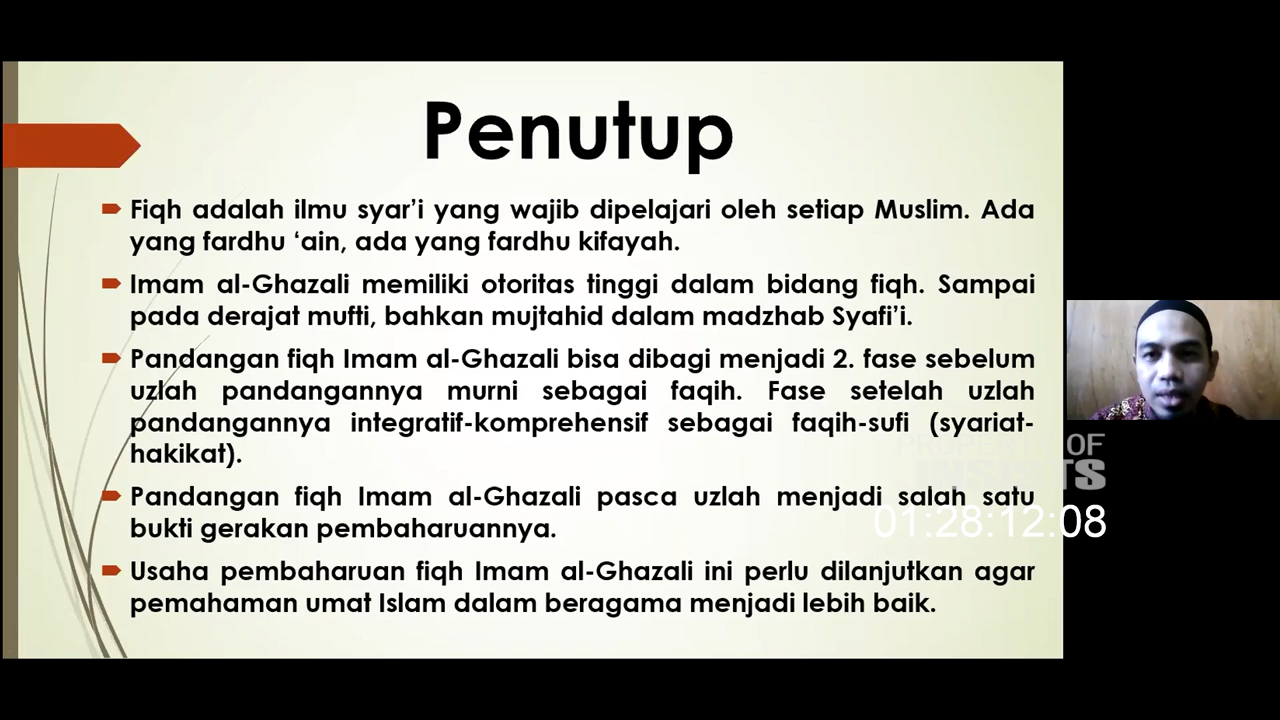 Penutup
Fiqh adalah ilmu syar’i yang wajib dipelajari oleh setiap Muslim. Ada
yang fardhu ‘ain, ada yang fardhu kifayah.
Imam al-Ghazali memiliki otoritas tinggi dalam bidang fiqh. Sampai
pada derajat mufti, bahkan mujtahid dalam madzhab Syafi’i.
Pandangan fiqh Imam al-Ghazali bisa dibagi menjadi 2. fase sebelum
uzlah pandangannya murni sebagai faqih. Fase setelah uzlah
pandangannya integratif-komprehensif sebagai faqih-sufi (syariat-
hakikat).
Pandangan fiqh Imam al-Ghazali pasca uzlah menjadi salah satu
bukti gerakan pembaharuannya.
Usaha pembaharuan fiqh Imam al-Ghazali ini perlu dilanjutkan agar
pemahaman umat Islam dalam beragama menjadi lebih baik.
PROPERTY OF
INSISTS
01:28:12:08